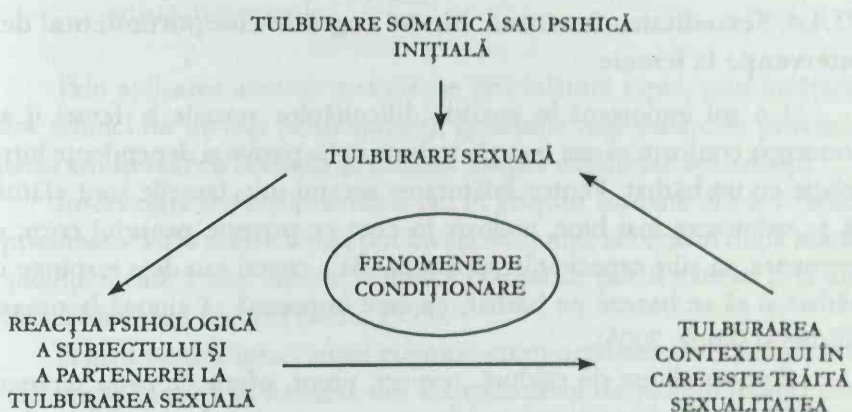 TULBURARE SOMATICĂ SAU PSIHICĂ
INIȚIALĂ
TULBURARE SEXUALĂ
FENOMENE DE
CONDIȚIONARE
REACȚIA PSIHOLOGICĂ
A SUBIECTULUI ȘI
A PARTENEREI LA
TULBURAREA SEXUALĂ
TULBURAREA
CONTEXTULUI ÎN
CARE ESTE TRĂITĂ
SEXUALITATEA